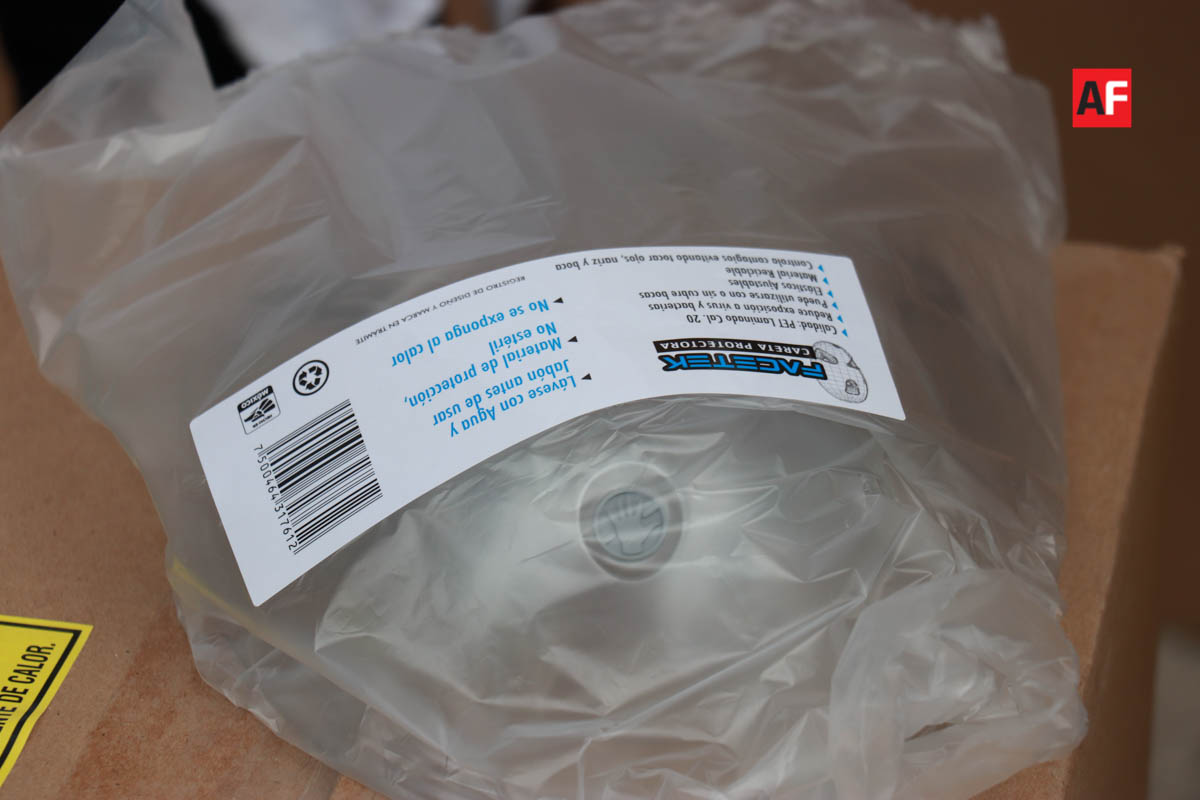 AF
FACETEK
CARETA PROTECTORA
Calidad: PET Laminado Cal. 20
Reduce exposición a virus y bacterias
Puede utilizarse con o sin cubre bocas
Elásticos Ajustables
Material Reciclable
Controla contagios evitando tocar ojos, nariz y boca
Lávese con Agua y
Jabón antes de usar
Material de protección,
No estéril
No se exponga al calor
REGISTRO DE DISEÑO Y MARCA EN TRÁMITE
HECHO EN
MÉXICO
7 500464 317612
DE CALOR.